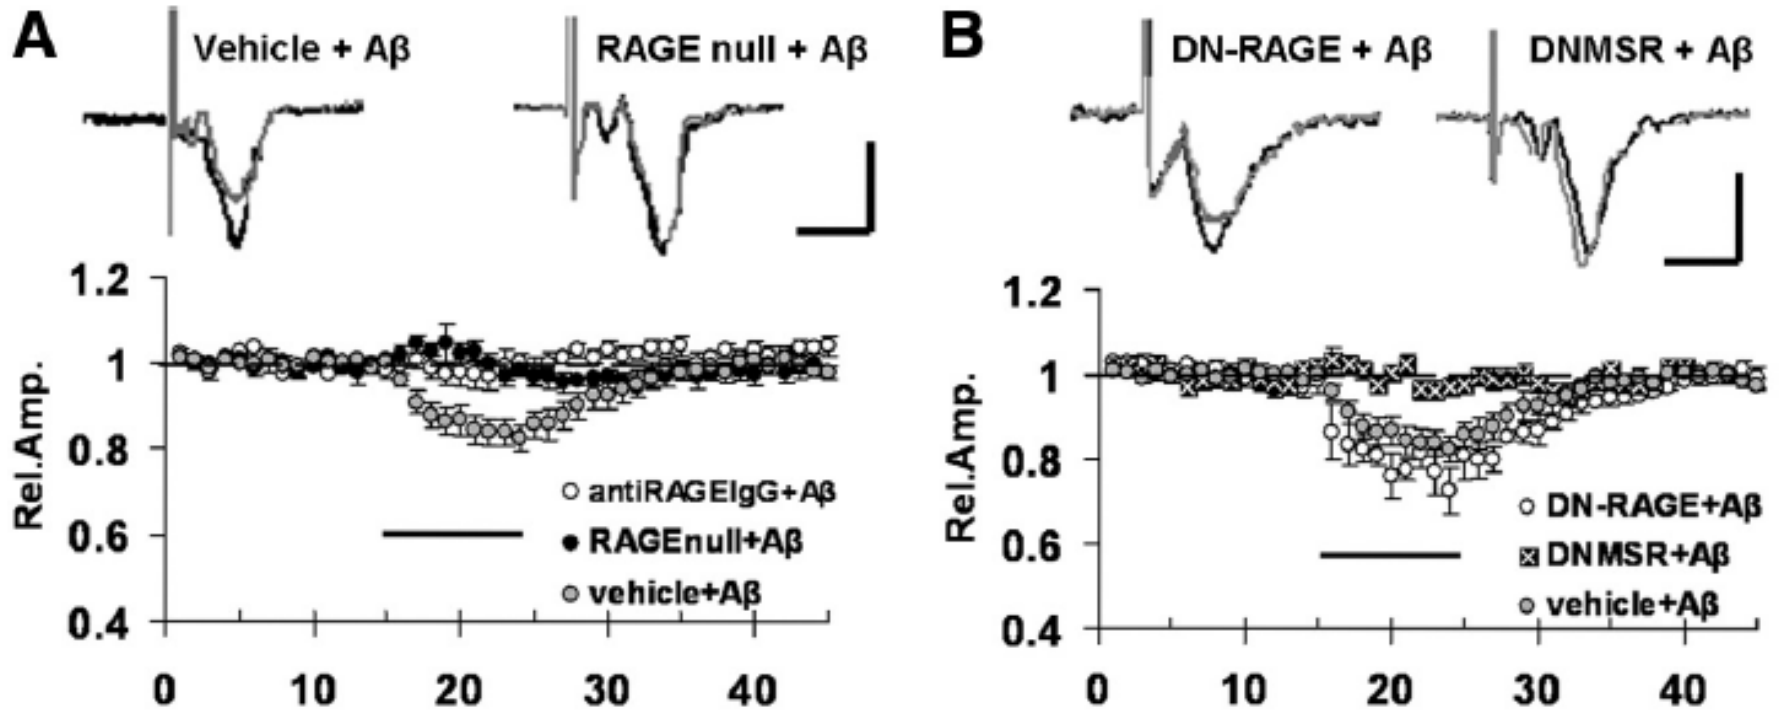 A
Vehicle + Aβ
RAGE null + Aβ
1.2
1
0.8
0.6
0.4
Rel.Amp.
antiRAGEIgG+Aβ
RAGEnull+Aβ
vehicle+Aβ
0 10 20 30 40
B
DN-RAGE + Aβ
DNMSR + Aβ
1.2
1
0.8
0.6
0.4
Rel.Amp.
DN-RAGE+Aβ
DNMSR+Aβ
vehicle+Aβ
0 10 20 30 40